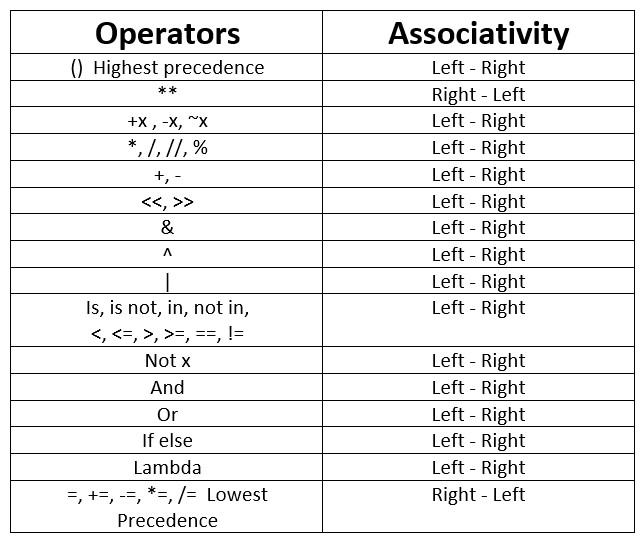 Operators Associativity
() Highest precedence Left - Right
** Right - Left
+x , -x, ~x Left - Right
*, /, //, % Left - Right
+, - Left - Right
<<, >> Left - Right
& Left - Right
^ Left - Right
| Left - Right
Is, is not, in, not in, Left - Right
<, <=, >, >=, ==, !=
Not x Left - Right
And Left - Right
Or Left - Right
If else Left - Right
Lambda Left - Right
=, +=, -=, *=, /= Lowest Right - Left
Precedence